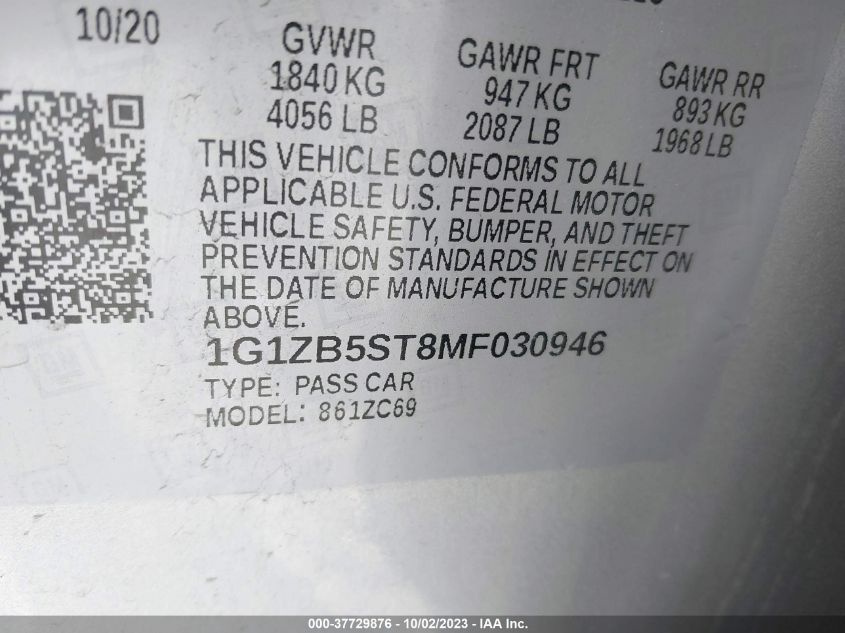 10/20 GVWR GAWR FRT GAWR RR
1840 KG 947 KG 893 KG
4056 LB 2087 LB 1968 LB
THIS VEHICLE CONFORMS TO ALL
APPLICABLE U.S. FEDERAL MOTOR
VEHICLE SAFETY, BUMPER, AND THEFT
PREVENTION STANDARDS IN EFFECT ON
THE DATE OF MANUFACTURE SHOWN
ABOVE.
1G1ZB5ST8MF030946
TYPE: PASS CAR
MODEL: 861ZC69
000-37729876 - 10/02/2023 - IAA Inc.